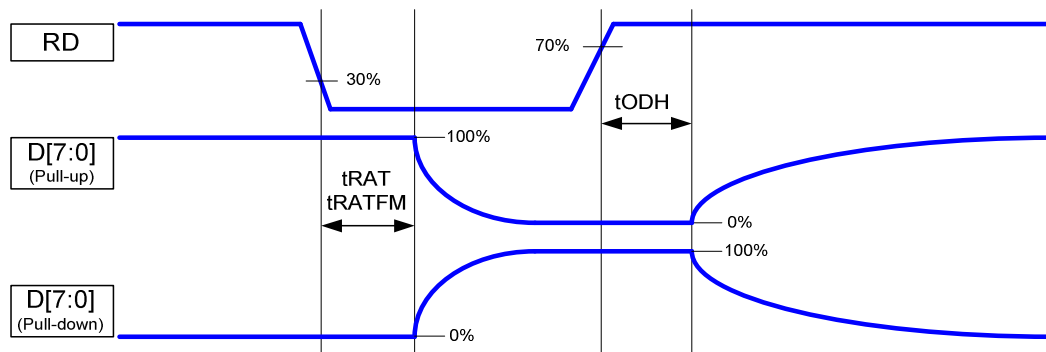 RD
30%
70%
tODH
D[7:0]
(Pull-up)
100%
tRAT
tRATFM
0%
100%
D[7:0]
(Pull-down)
0%